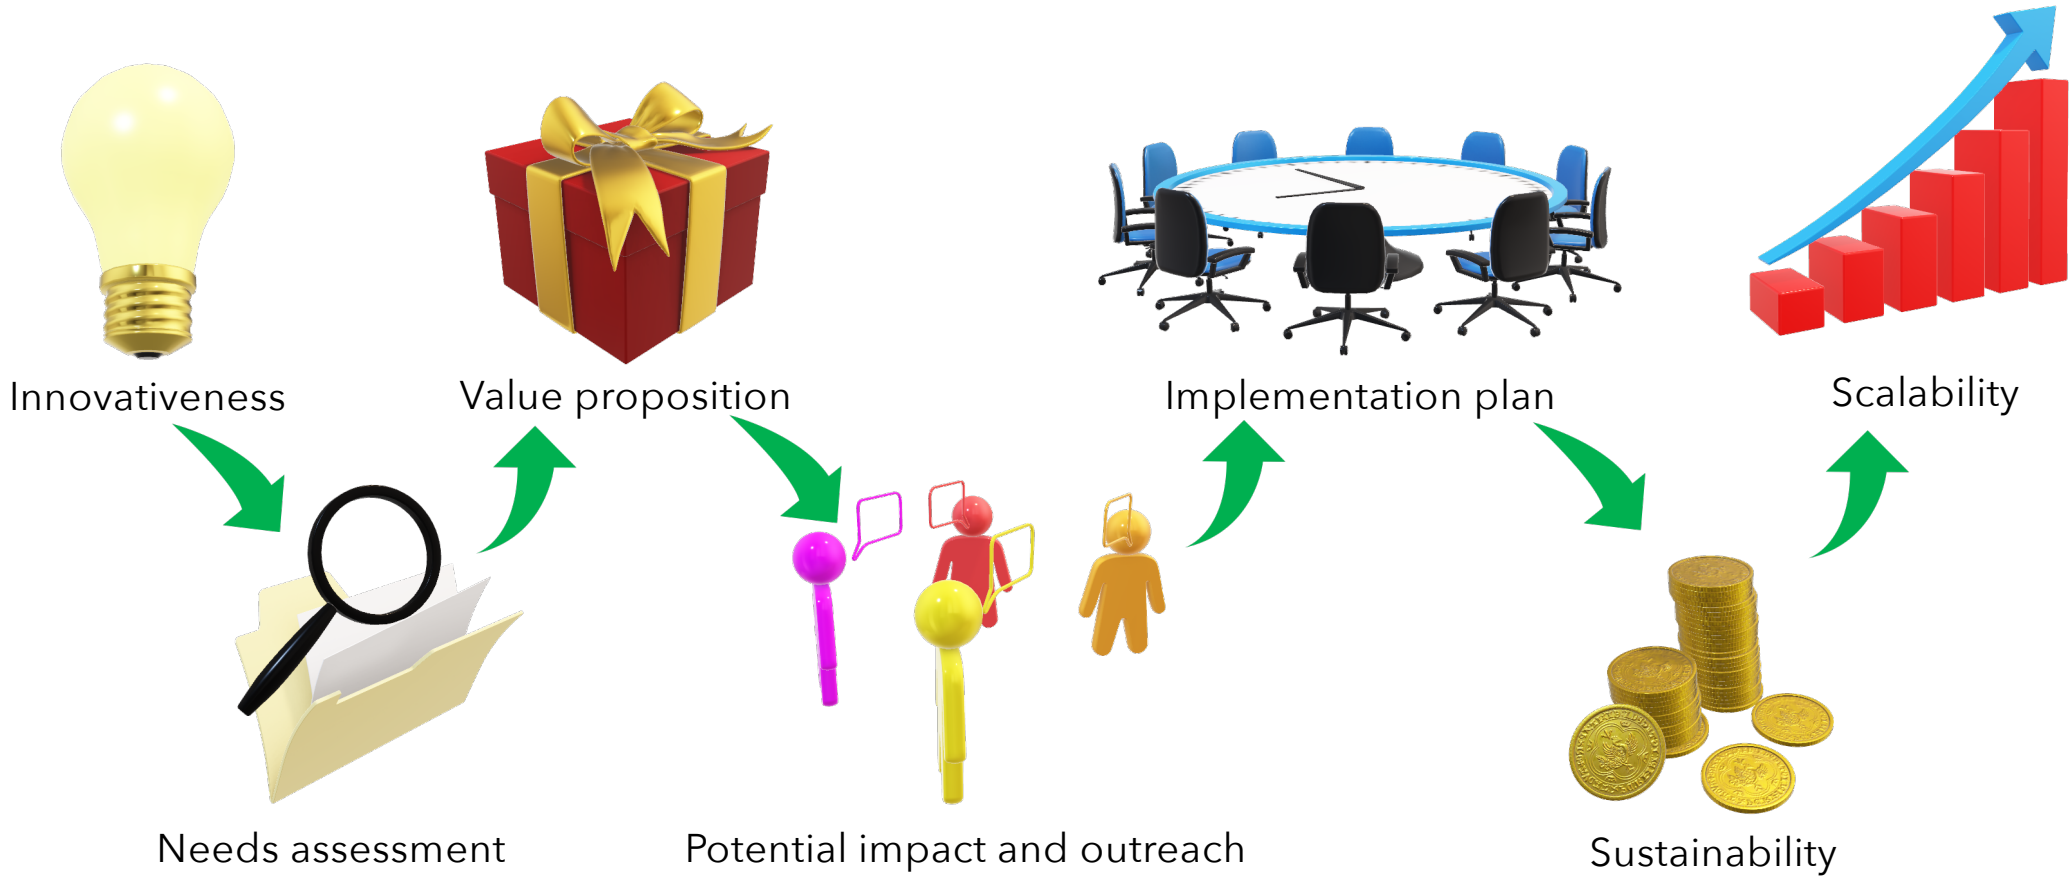 Innovativeness
Needs assessment
Value proposition
Potential impact and outreach
Implementation plan
Sustainability
Scalability